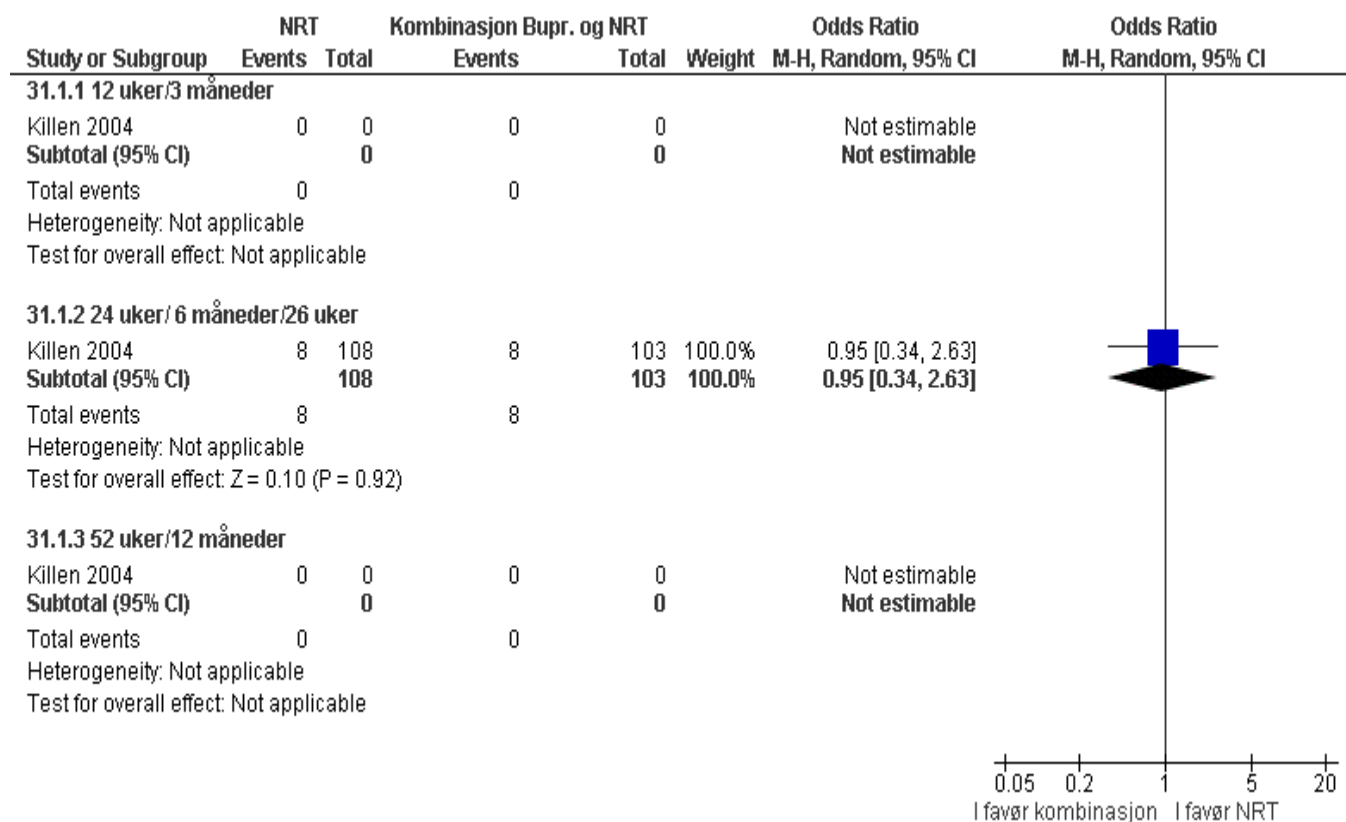 NRT Kombinasjon Bupr. og NRT Odds Ratio Odds Ratio
Study or Subgroup Events Total Events Total Weight M-H, Random, 95% CI M-H, Random, 95% CI
31.1.1 12 uker/3 måneder
Killen 2004 0 0 0 0 Not estimable
Subtotal (95% CI) 0 0 Not estimable
Total events 0 0
Heterogeneity: Not applicable
Test for overall effect: Not applicable
31.1.2 24 uker/ 6 måneder/26 uker
Killen 2004 8 108 8 103 100.0% 0.95 [0.34, 2.63]
Subtotal (95% CI) 108 103 100.0% 0.95 [0.34, 2.63]
Total events 8 8
Heterogeneity: Not applicable
Test for overall effect: Z = 0.10 (P = 0.92)
31.1.3 52 uker/12 måneder
Killen 2004 0 0 0 0 Not estimable
Subtotal (95% CI) 0 0 Not estimable
Total events 0 0
Heterogeneity: Not applicable
Test for overall effect: Not applicable
0.05 0.2 1 5 20
I favør kombinasjon I favør NRT